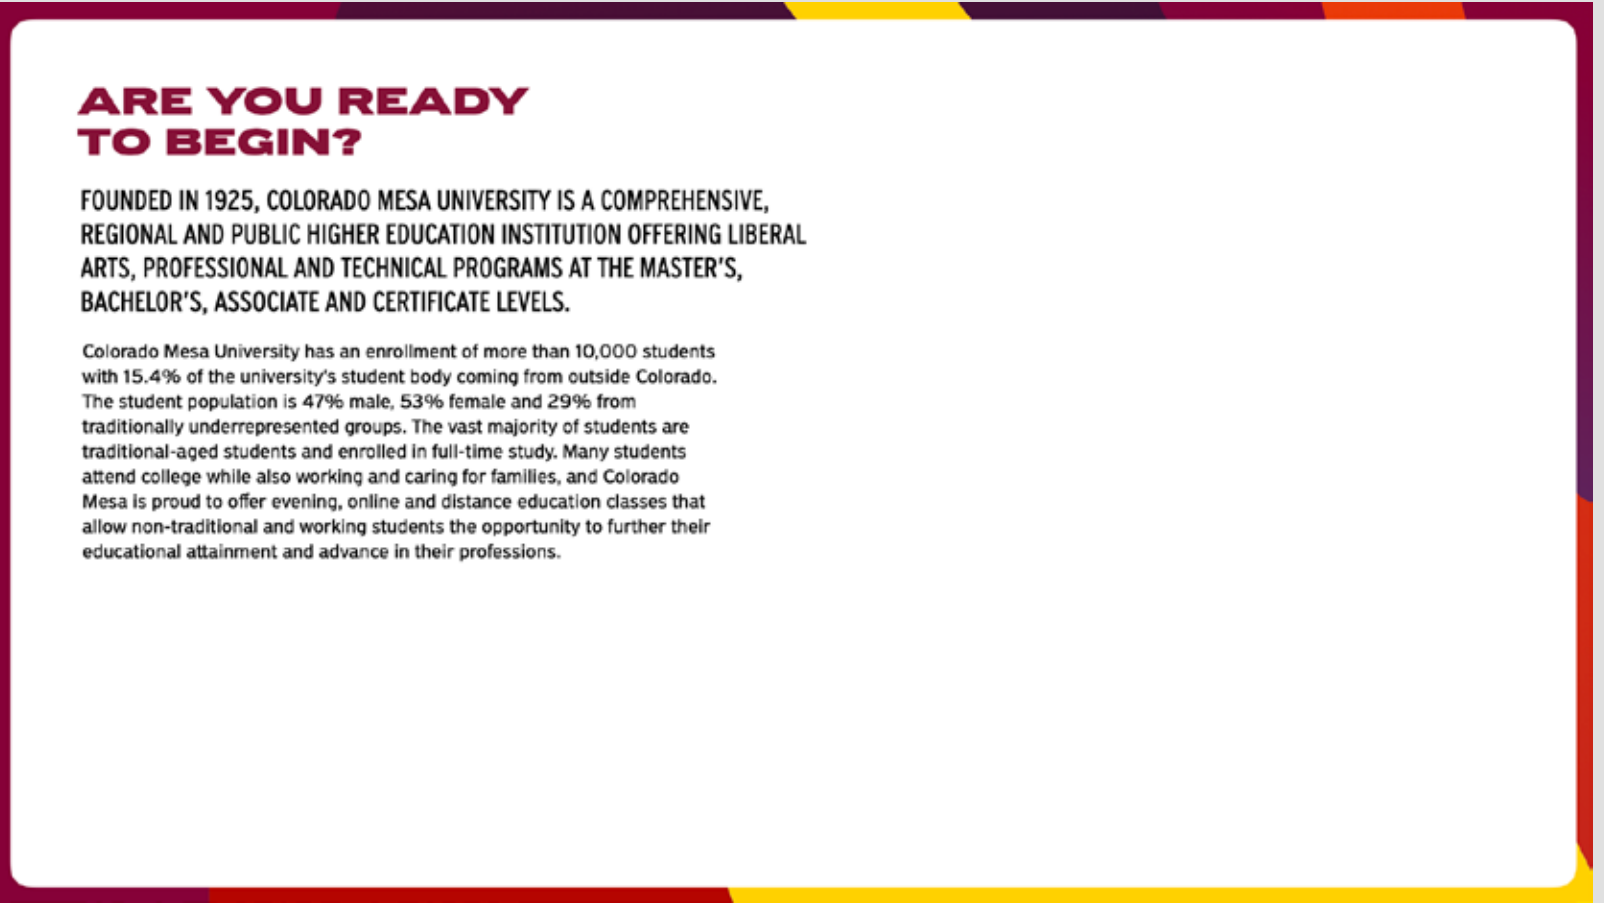 ARE YOU READY
TO BEGIN?
FOUNDED IN 1925, COLORADO MESA UNIVERSITY IS A COMPREHENSIVE,
REGIONAL AND PUBLIC HIGHER EDUCATION INSTITUTION OFFERING LIBERAL
ARTS, PROFESSIONAL AND TECHNICAL PROGRAMS AT THE MASTER'S,
BACHELOR'S, ASSOCIATE AND CERTIFICATE LEVELS.
Colorado Mesa University has an enrollment of more than 10,000 students
with 15.4% of the university's student body coming from outside Colorado.
The student population is 47% male, 53% female and 29% from
traditionally underrepresented groups. The vast majority of students are
traditional-aged students and enrolled in full-time study. Many students
attend college while also working and caring for families, and Colorado
Mesa is proud to offer evening, online and distance education classes that
allow non-traditional and working students the opportunity to further their
educational attainment and advance in their professions.